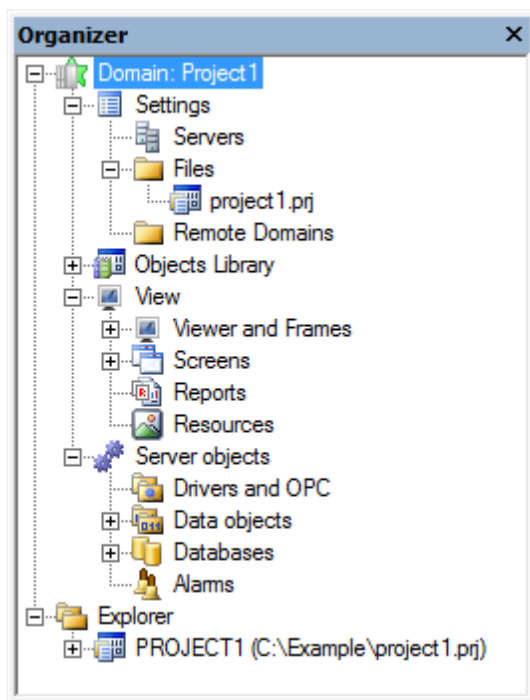 Organizer
Domain: Project1
Settings
Servers
Files
project1.prj
Remote Domains
Objects Library
View
Viewer and Frames
Screens
Reports
Resources
Server objects
Drivers and OPC
Data objects
Databases
Alarms
Explorer
PROJECT1 (C:\Example\project1.prj)